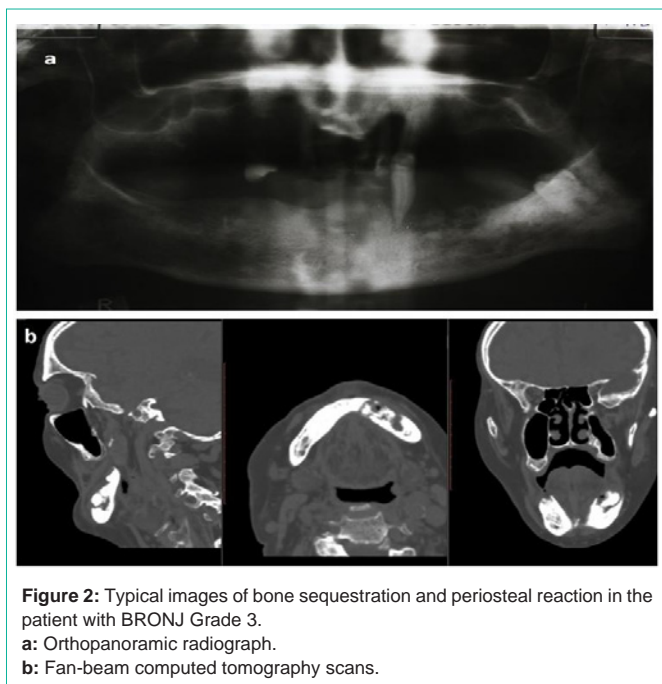 a
R
b
Figure 2: Typical images of bone sequestration and periosteal reaction in the
patient with BRONJ Grade 3.
a: Orthopanoramic radiograph.
b: Fan-beam computed tomography scans.